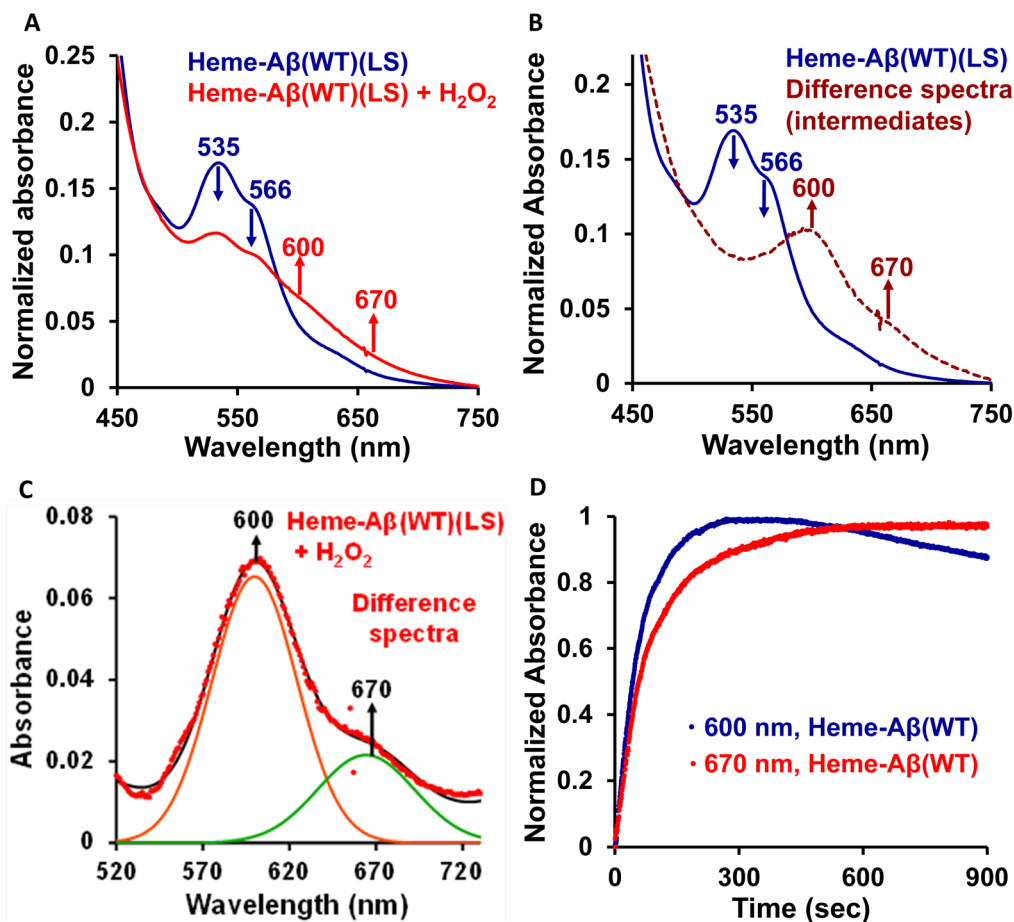 A
Heme-Aβ(WT)(LS)
Heme-Aβ(WT)(LS) + H₂O₂
535
566
600
670
0.25
0.2
0.15
0.1
0.05
0
450
550
650
750
Normalized absorbance
Wavelength (nm)
B
Heme-Aβ(WT)(LS)
Difference spectra
(intermediates)
535
566
600
670
0.2
0.15
0.1
0.05
0
450
550
650
750
Normalized Absorbance
Wavelength (nm)
C
600
Heme-Aβ(WT)(LS)
+ H₂O₂
Difference
spectra
670
0.08
0.06
0.04
0.02
0
520
570
620
670
720
Absorbance
Wavelength (nm)
D
1
0.8
0.6
0.4
0.2
0
600 nm, Heme-Aβ(WT)
670 nm, Heme-Aβ(WT)
0
300
600
900
Normalized Absorbance
Time (sec)